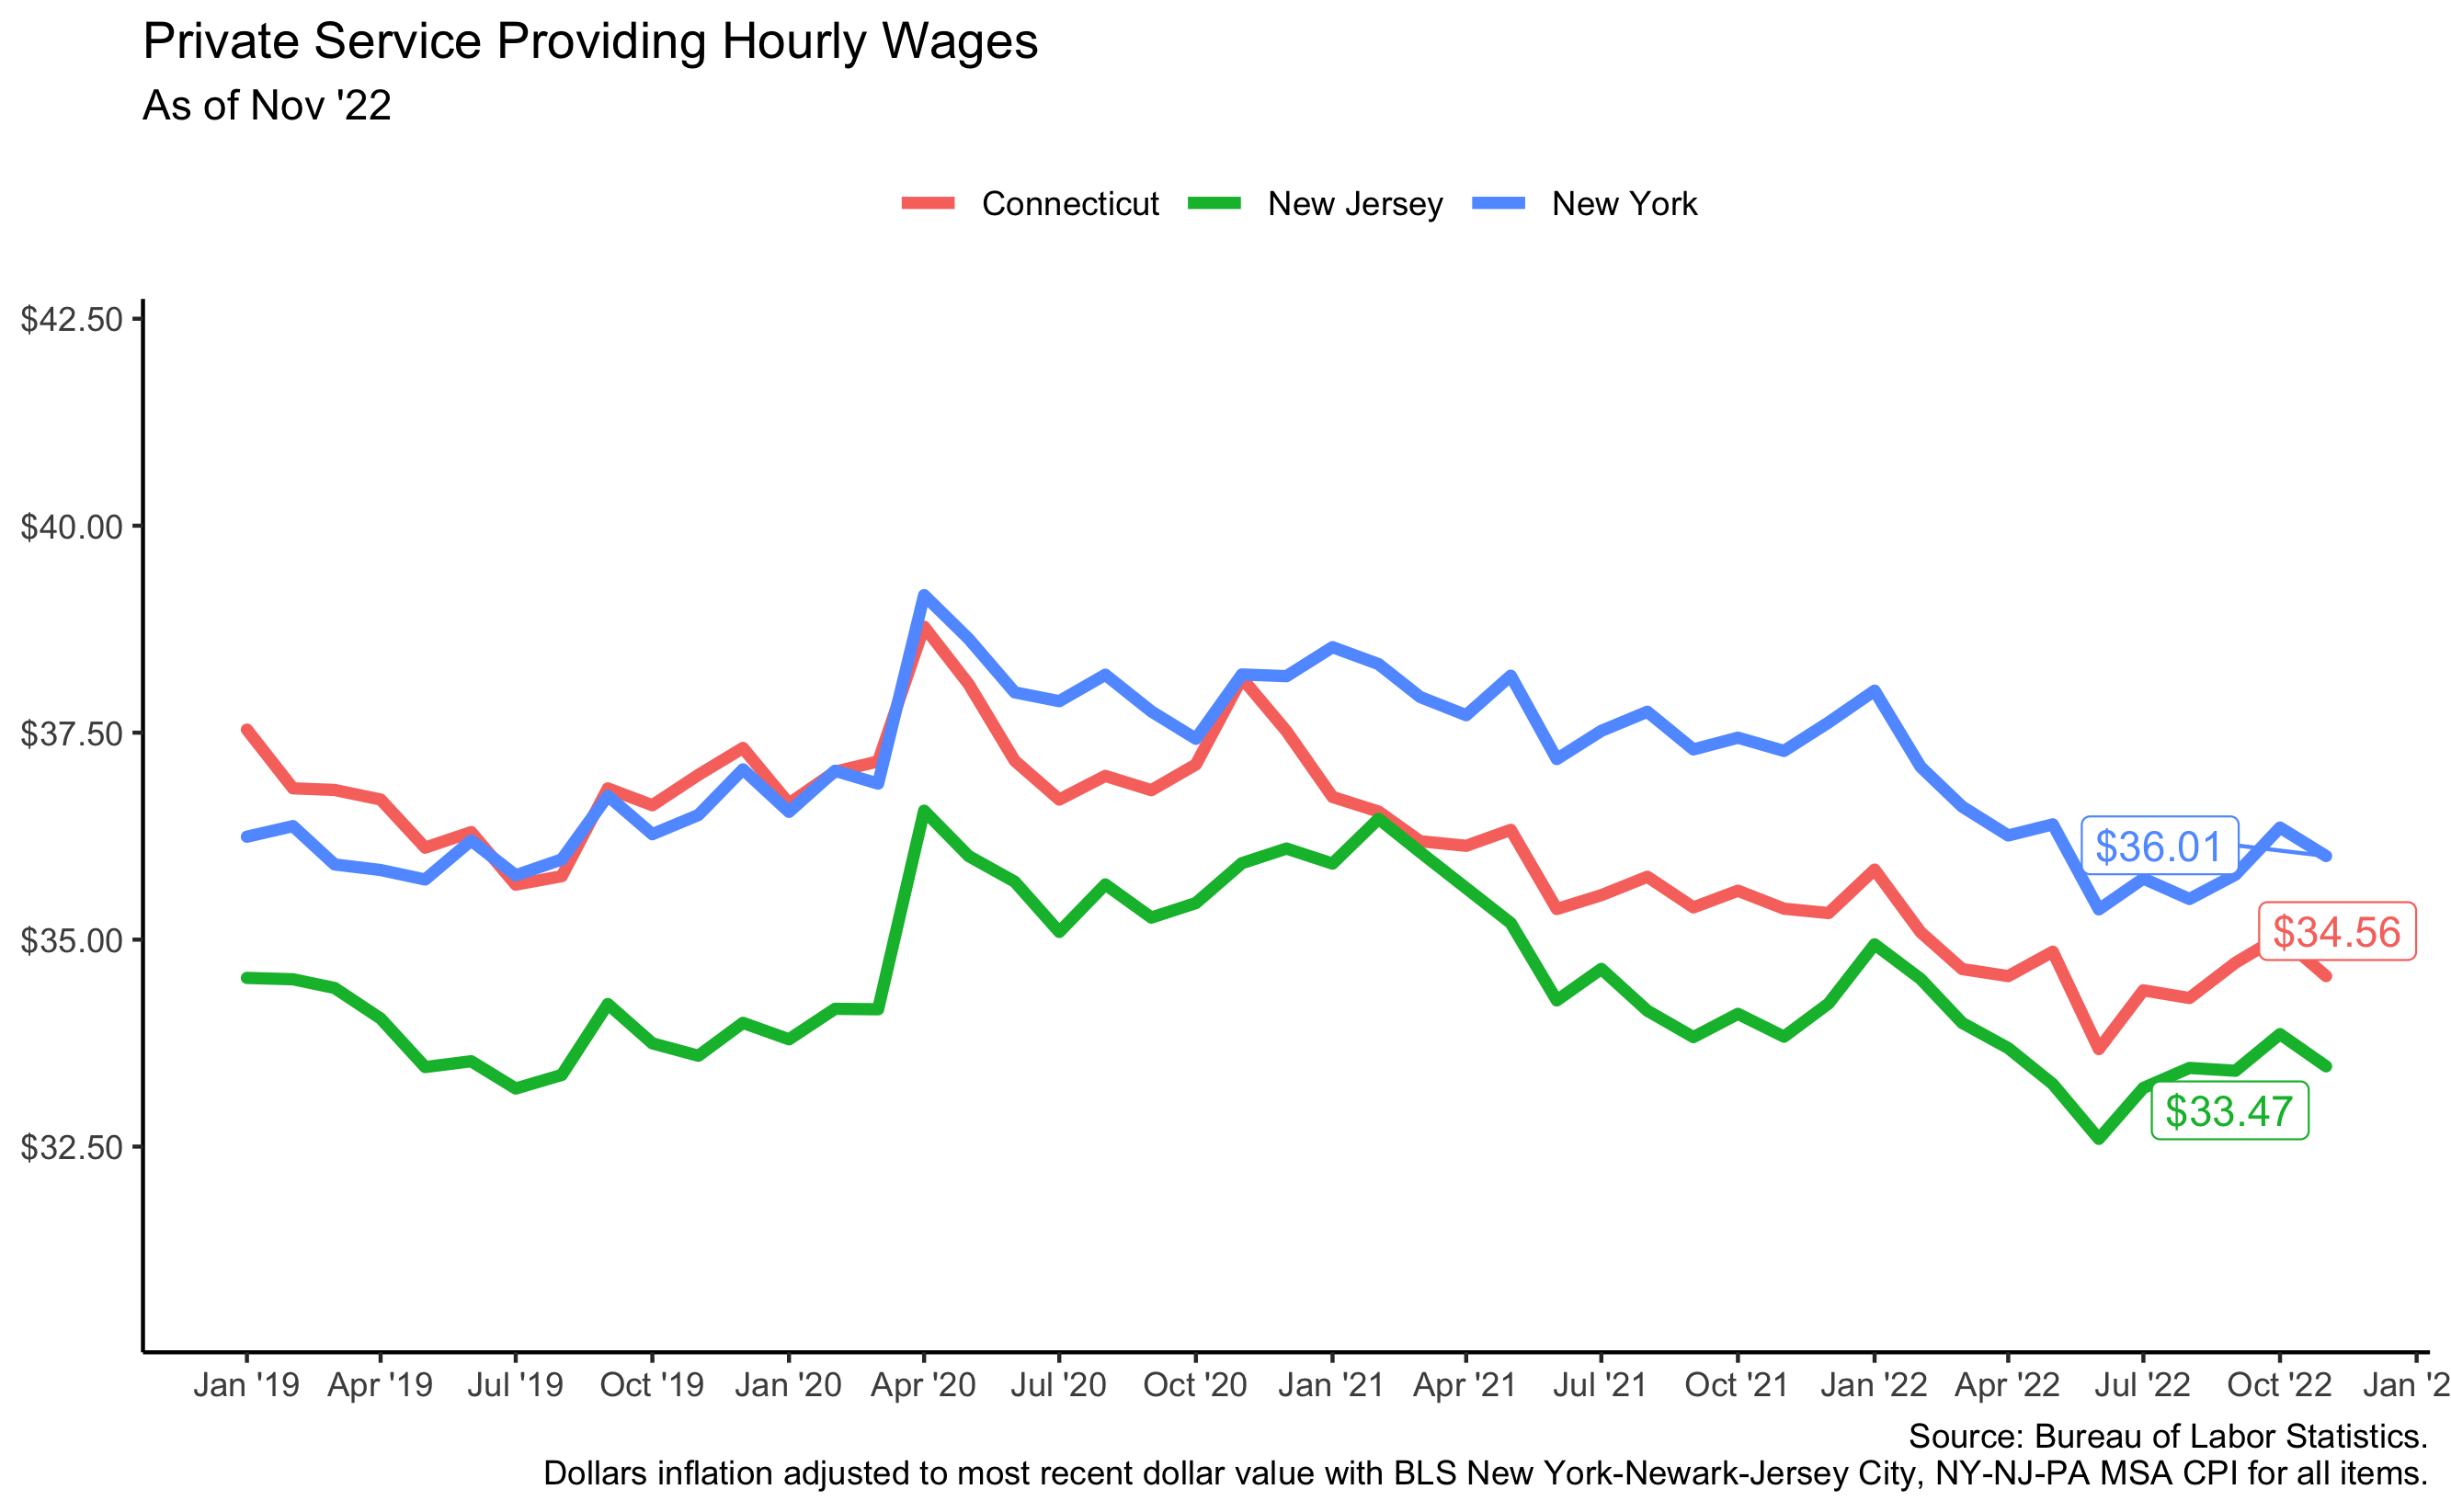 Private Service Providing Hourly Wages
As of Nov '22
Connecticut New Jersey New York
$42.50
$40.00
$37.50
$35.00
$32.50
$36.01
$34.56
$33.47
Jan '19 Apr '19 Jul '19 Oct '19 Jan '20 Apr '20 Jul '20 Oct '20 Jan '21 Apr '21 Jul '21 Oct '21 Jan '22 Apr '22 Jul '22 Oct '22 Jan '2
Source: Bureau of Labor Statistics.
Dollars inflation adjusted to most recent dollar value with BLS New York-Newark-Jersey City, NY-NJ-PA MSA CPI for all items.